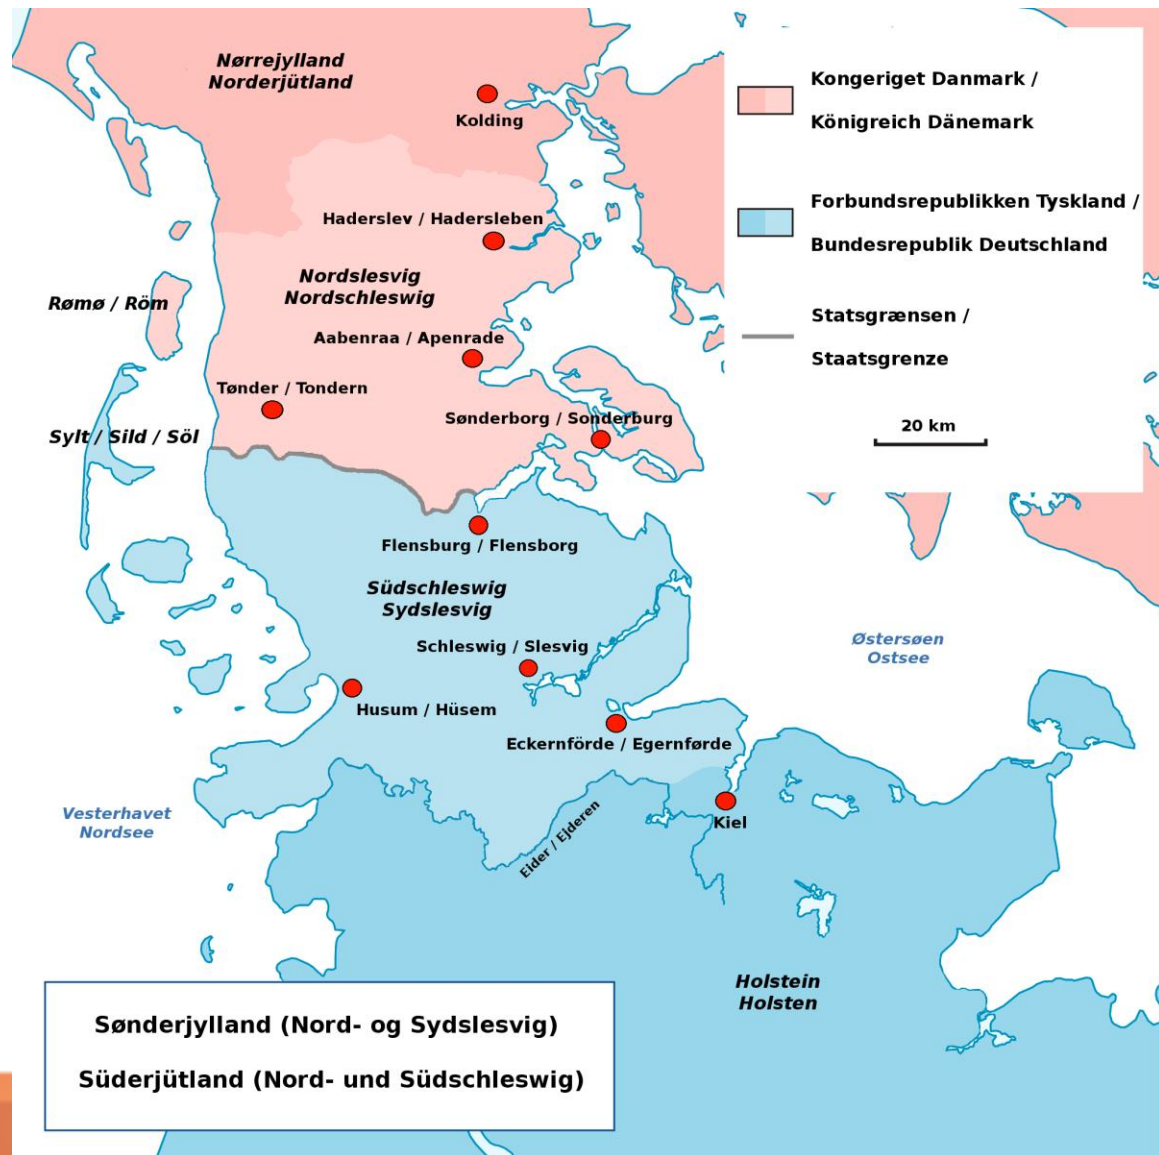 Nørrejylland
Norderjütland
Kolding
Haderslev / Hadersleben
Nordslesvig
Nordschleswig
Rømø / Röm
Aabenraa / Apenrade
Tønder / Tondern
Sønderborg / Sonderburg
Sylt / Sild / Söl
Flensburg / Flensborg
Südschleswig
Sydslesvig
Schleswig / Slesvig
Husum / Hüsem
Eckernförde / Egernførde
Eider / Ejderen
Kiel
Vesterhavet
Nordsee
Østersøen
Ostsee
Holstein
Holsten
Kongeriget Danmark /
Königreich Dänemark
Forbundsrepublikken Tyskland /
Bundesrepublik Deutschland
Statsgrænsen /
Staatsgrenze
20 km
Sønderjylland (Nord- og Sydslesvig)
Süderjütland (Nord- und Südschleswig)